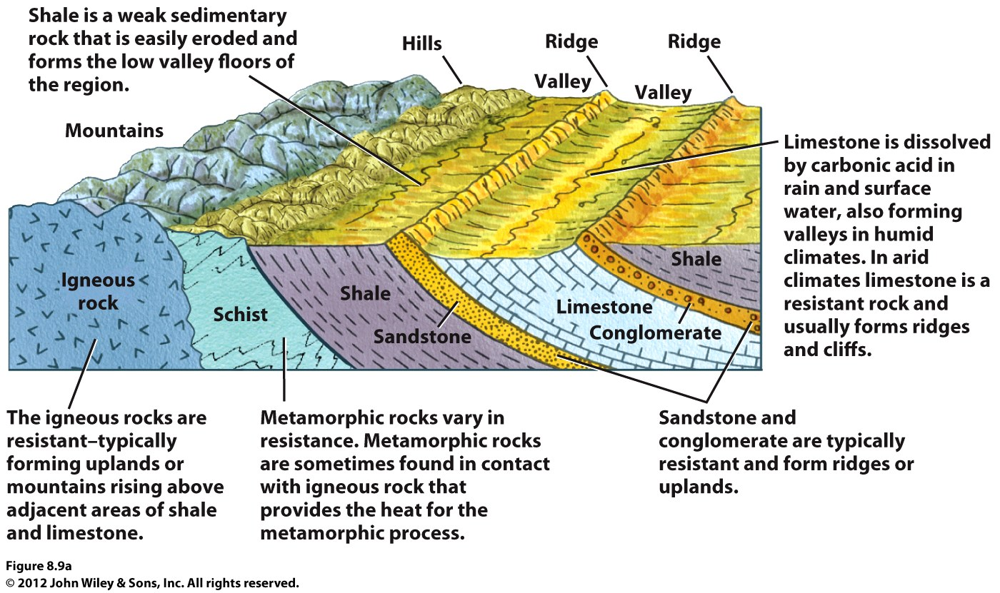 Shale is a weak sedimentary
rock that is easily eroded and
forms the low valley floors of
the region.
Hills
Ridge
Ridge
Valley
Valley
Mountains
Limestone is dissolved
by carbonic acid in
rain and surface
water, also forming
valleys in humid
climates. In arid
climates limestone is a
resistant rock and
usually forms ridges
and cliffs.
Igneous
rock
Schist
Shale
Sandstone
Limestone
Conglomerate
Shale
The igneous rocks are
resistant–typically
forming uplands or
mountains rising above
adjacent areas of shale
and limestone.
Metamorphic rocks vary in
resistance. Metamorphic rocks
are sometimes found in contact
with igneous rock that
provides the heat for the
metamorphic process.
Sandstone and
conglomerate are typically
resistant and form ridges or
uplands.
Figure 8.9a
© 2012 John Wiley & Sons, Inc. All rights reserved.